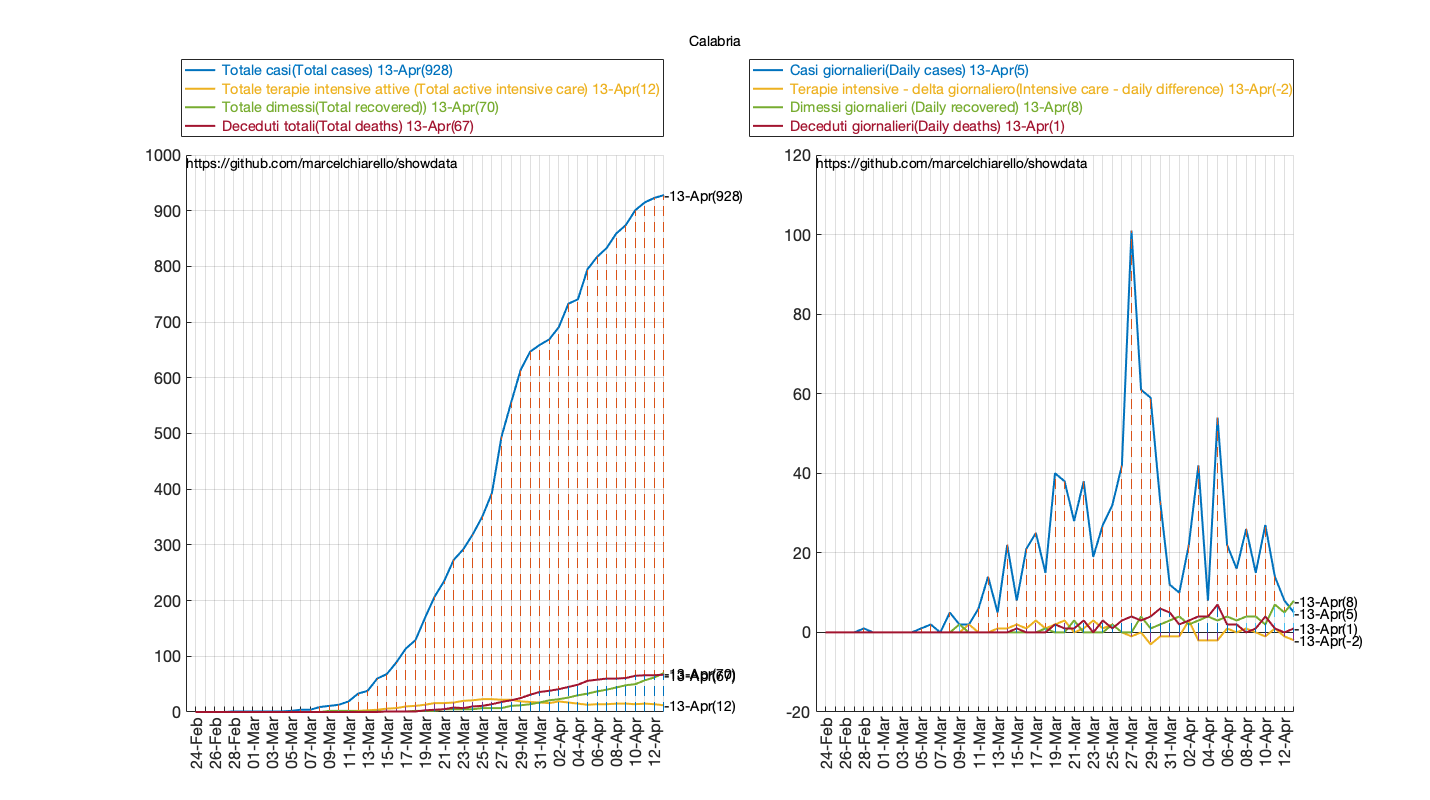 Calabria
Totale casi(Total cases) 13-Apr(928)
Totale terapie intensive attive (Total active intensive care) 13-Apr(12)
Totale dimessi(Total recovered)) 13-Apr(70)
Deceduti totali(Total deaths) 13-Apr(67)
https://github.com/marcelchiarello/showdata
1000
900
800
700
600
500
400
300
200
100
0
-13-Apr(928)
-13-Apr(70)
-13-Apr(67)
-13-Apr(12)
24-Feb
26-Feb
28-Feb
01-Mar
03-Mar
05-Mar
07-Mar
09-Mar
11-Mar
13-Mar
15-Mar
17-Mar
19-Mar
21-Mar
23-Mar
25-Mar
27-Mar
29-Mar
31-Mar
02-Apr
04-Apr
06-Apr
08-Apr
10-Apr
12-Apr
Casi giornalieri(Daily cases) 13-Apr(5)
Terapie intensive - delta giornaliero(Intensive care - daily difference) 13-Apr(-2)
Dimessi giornalieri (Daily recovered) 13-Apr(8)
Deceduti giornalieri(Daily deaths) 13-Apr(1)
https://github.com/marcelchiarello/showdata
120
100
80
60
40
20
0
-20
-13-Apr(8)
-13-Apr(5)
-13-Apr(1)
-13-Apr(-2)
24-Feb
26-Feb
28-Feb
01-Mar
03-Mar
05-Mar
07-Mar
09-Mar
11-Mar
13-Mar
15-Mar
17-Mar
19-Mar
21-Mar
23-Mar
25-Mar
27-Mar
29-Mar
31-Mar
02-Apr
04-Apr
06-Apr
08-Apr
10-Apr
12-Apr